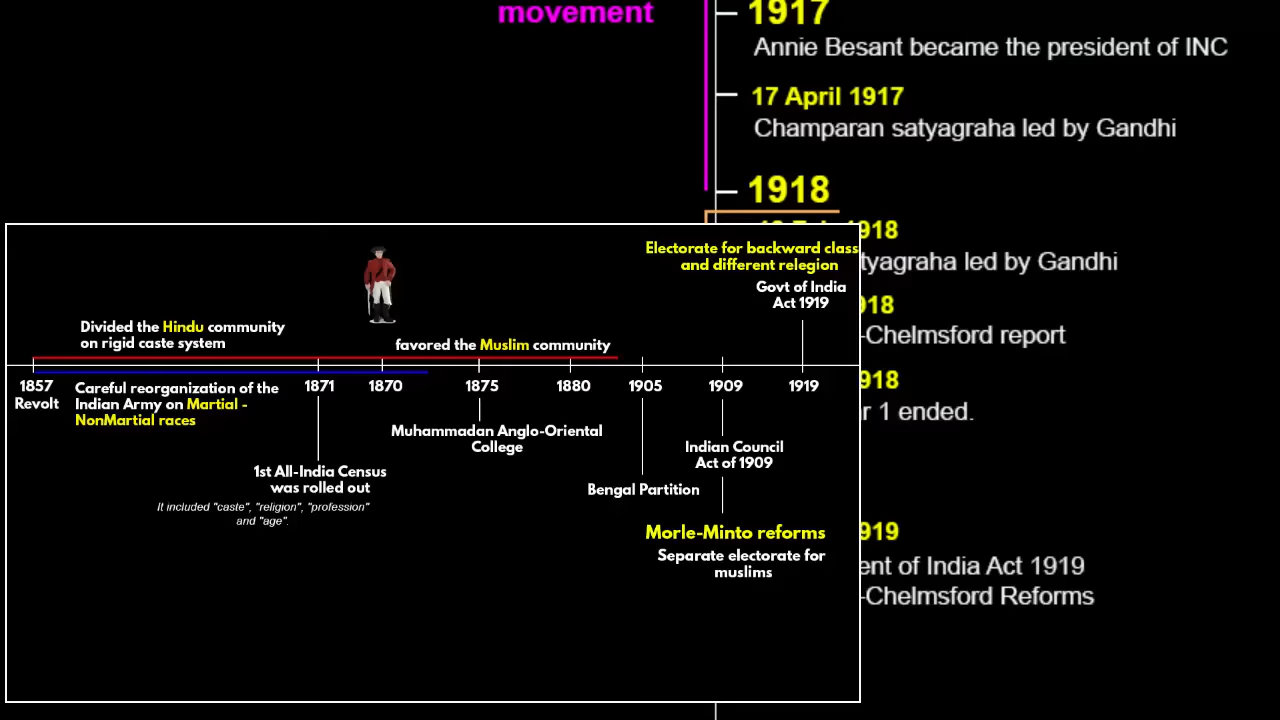 movement
1917
Annie Besant became the president of INC
17 April 1917
Champaran satyagraha led by Gandhi
1918
918
tyagraha led by Gandhi
918
-Chelmsford report
918
r 1 ended.
919
ent of India Act 1919
-Chelmsford Reforms
Electorate for backward class
and different relegion
Govt of India
Act 1919
Divided the Hindu community
on rigid caste system
favored the Muslim community
1857
Revolt
Careful reorganization of the
Indian Army on Martial -
NonMartial races
1871
1870
1875
1880
1905
1909
1919
Muhammadan Anglo-Oriental
College
Indian Council
Act of 1909
1st All-India Census
was rolled out
It included "caste", "religion", "profession"
and "age".
Bengal Partition
Morle-Minto reforms
Separate electorate for
muslims